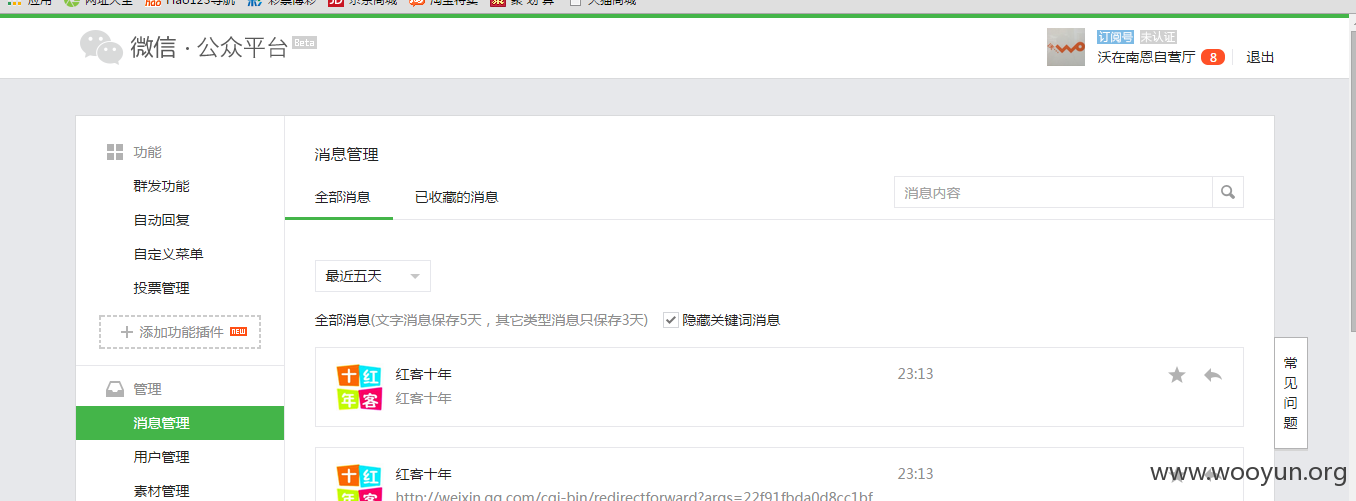 应用 网址大全 hao Hao123导航 彩票博彩 JD 京东商城 淘宝特卖 聚 聚 划 算 天猫商城
微信 · 公众平台 Beta
订阅号 未认证
沃在南恩自营厅 8 退出
功能
群发功能
自动回复
自定义菜单
投票管理
添加功能插件 NEW
管理
消息管理
用户管理
素材管理
消息管理
全部消息 已收藏的消息
消息内容
最近五天
全部消息(文字消息保存5天，其它类型消息只保存3天) 隐藏关键词消息
十红
年客
红客十年 23:13
红客十年
十红
年客
红客十年 23:13
http://weixin.qq.com/cgi-bin/redirectforward?args=22f91fbda0d8cc1bf
常
见
问
题
www.wooyun.org